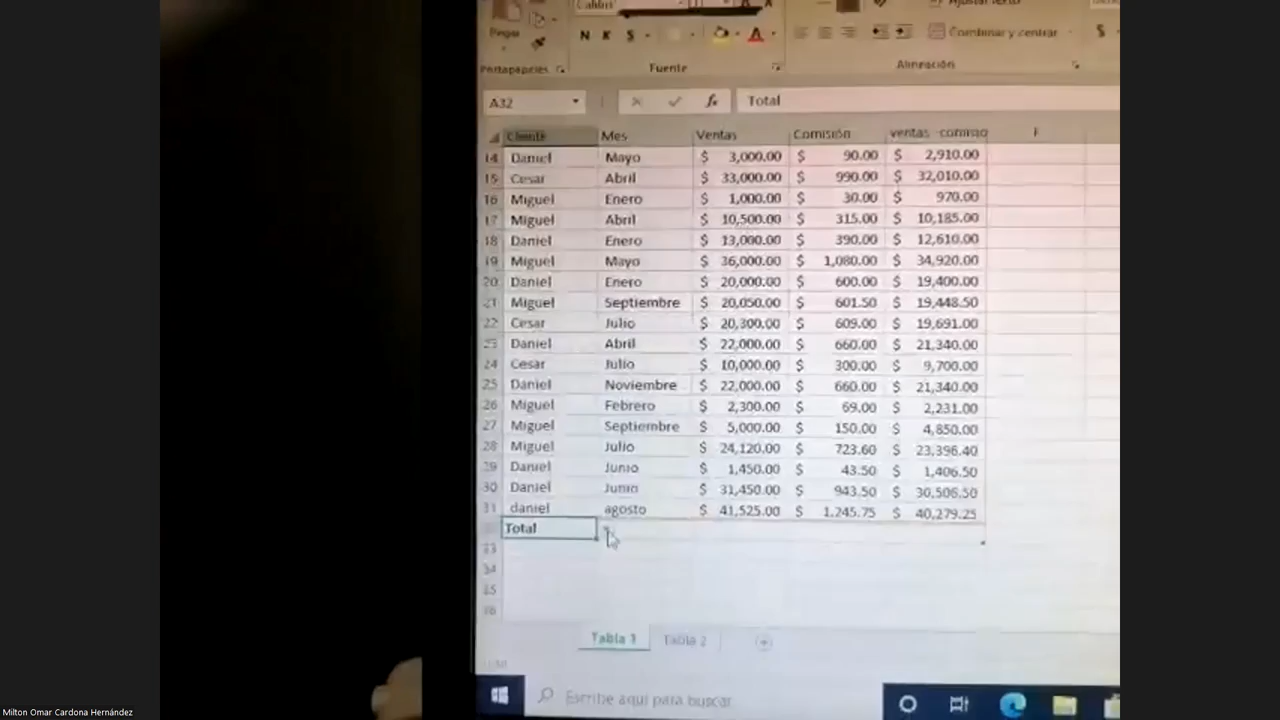 Calibri
Pegar
N K S A
Ajustar texto
Combinar y centrar
$
Portapapeles
Fuente
Alineación
A32
fx
Total
Cliente Mes Ventas Comisión ventas -comisio F
14 Daniel Mayo $ 3,000.00 $ 90.00 $ 2,910.00
15 Cesar Abril $ 33,000.00 $ 990.00 $ 32,010.00
16 Miguel Enero $ 1,000.00 $ 30.00 $ 970.00
17 Miguel Abril $ 10,500.00 $ 315.00 $ 10,185.00
18 Daniel Enero $ 13,000.00 $ 390.00 $ 12,610.00
19 Miguel Mayo $ 36,000.00 $ 1,080.00 $ 34,920.00
20 Daniel Enero $ 20,000.00 $ 600.00 $ 19,400.00
21 Miguel Septiembre $ 20,050.00 $ 601.50 $ 19,448.50
22 Cesar Julio $ 20,300.00 $ 609.00 $ 19,691.00
23 Daniel Abril $ 22,000.00 $ 660.00 $ 21,340.00
24 Cesar Julio $ 10,000.00 $ 300.00 $ 9,700.00
25 Daniel Noviembre $ 22,000.00 $ 660.00 $ 21,340.00
26 Miguel Febrero $ 2,300.00 $ 69.00 $ 2,231.00
27 Miguel Septiembre $ 5,000.00 $ 150.00 $ 4,850.00
28 Miguel Julio $ 24,120.00 $ 723.60 $ 23,396.40
29 Daniel Junio $ 1,450.00 $ 43.50 $ 1,406.50
30 Daniel Junio $ 31,450.00 $ 943.50 $ 30,506.50
31 daniel agosto $ 41,525.00 $ 1,245.75 $ 40,279.25
Total
33
34
35
36
Tabla 1 Tabla 2
Escribe aquí para buscar
Milton Omar Cardona Hernández